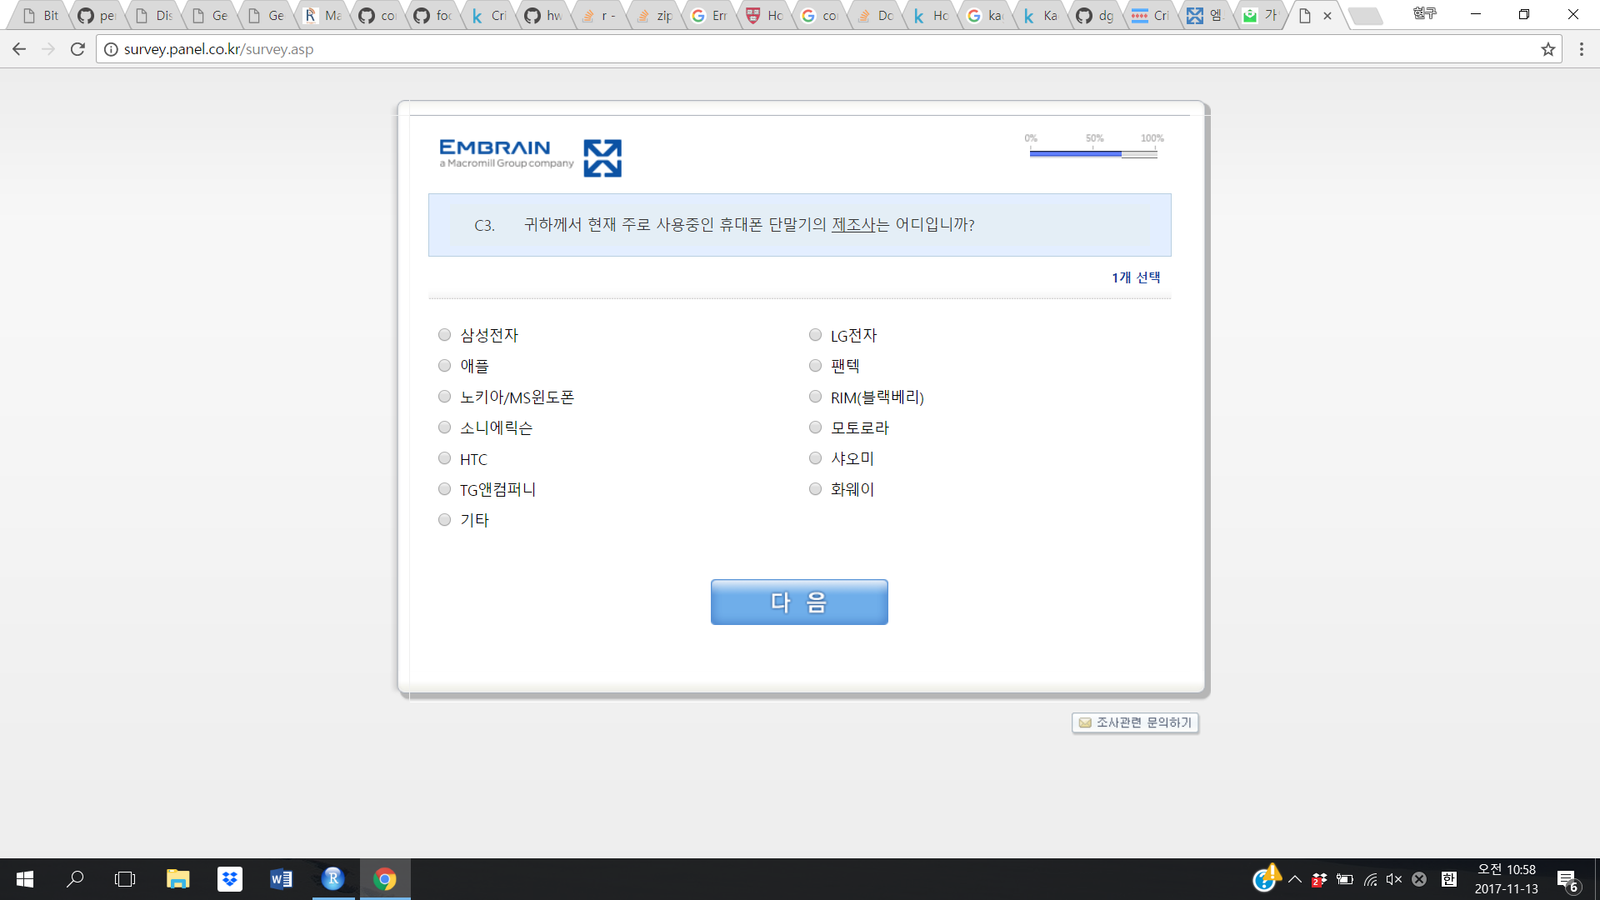 Blt
pe
Dis
Ge
Ge
Ma
co
foo
Cri
hw
r -
zip
Err
Ho
co
Do
Ho
ka
Ka
dg
Cri
엠
가
현구
survey.panel.co.kr/survey.asp
EMBRAIN
a Macromill Group company
0% 50% 100%
C3. 귀하께서 현재 주로 사용중인 휴대폰 단말기의 제조사는 어디입니까?
1개 선택
삼성전자 LG전자
애플 팬텍
노키아/MS윈도폰 RIM(블랙베리)
소니에릭슨 모토로라
HTC 샤오미
TG앤컴퍼니 화웨이
기타
다 음
조사관련 문의하기
한
오전 10:58
2017-11-13
6